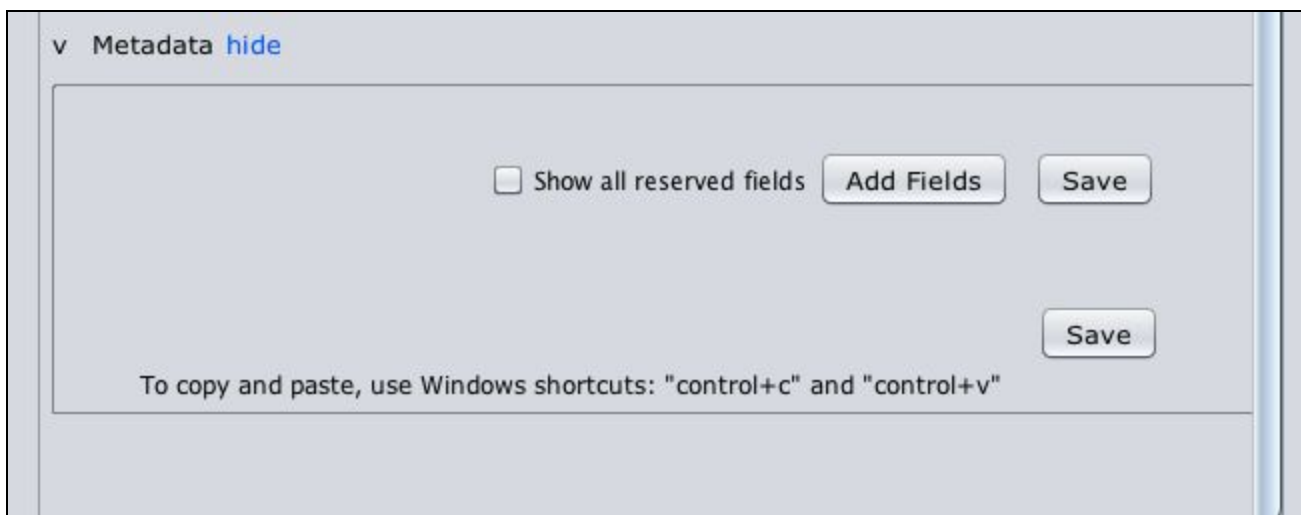 v Metadata hide
Show all reserved fields Add Fields Save
Save
To copy and paste, use Windows shortcuts: "control+c" and "control+v"